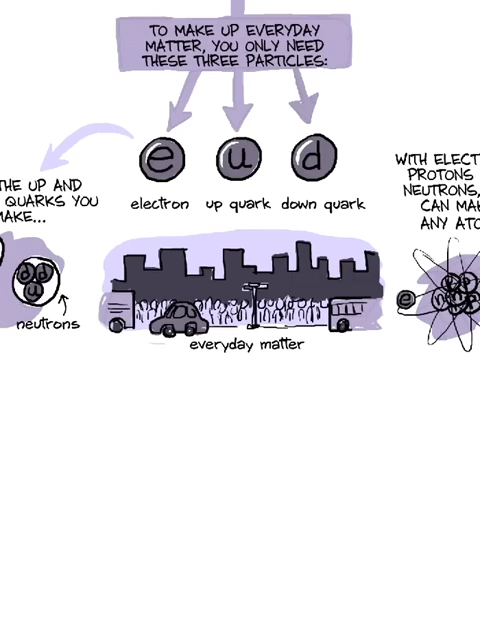 TO MAKE UP EVERYDAY
MATTER, YOU ONLY NEED
THESE THREE PARTICLES:
e u d
electron up quark down quark
THE UP AND
QUARKS YOU
MAKE...
d d
u
neutrons
everyday matter
WITH ELECT
PROTONS
NEUTRONS,
CAN MAK
ANY ATO
e